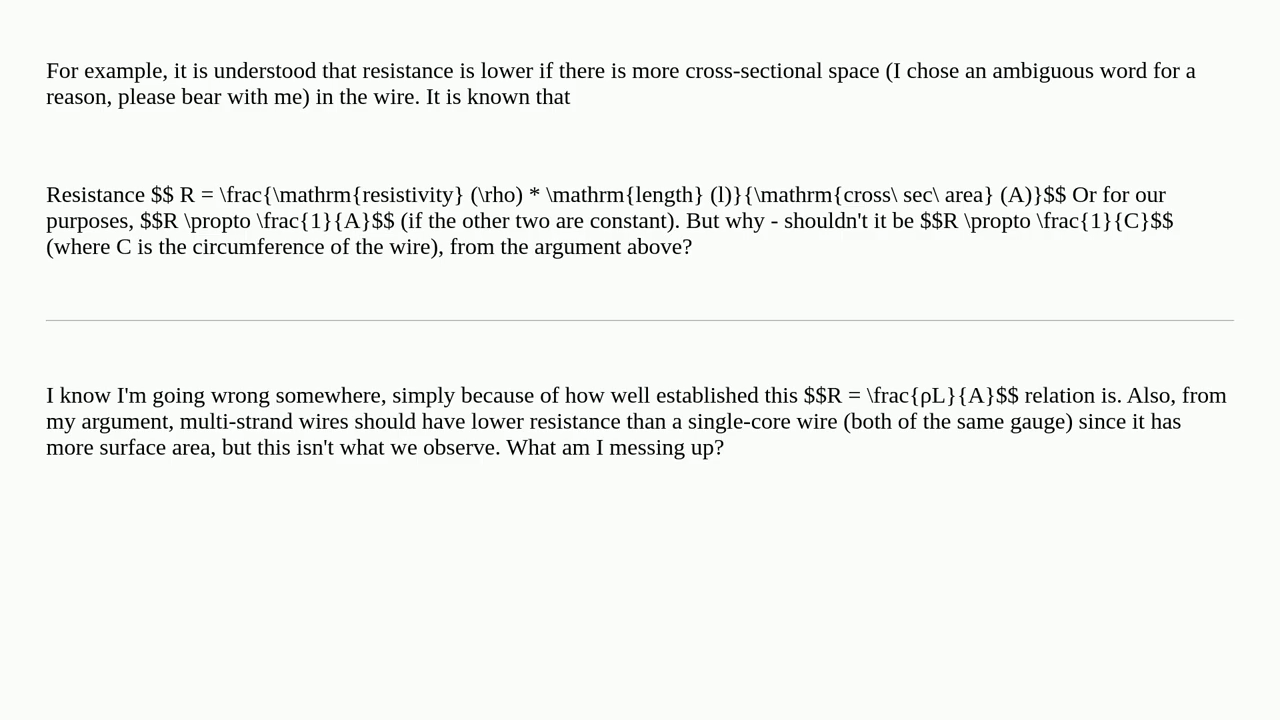 For example, it is understood that resistance is lower if there is more cross-sectional space (I chose an ambiguous word for a
reason, please bear with me) in the wire. It is known that
Resistance $$ R = \frac{\mathrm{resistivity} (\rho) * \mathrm{length} (l)}{\mathrm{cross\ sec\ area} (A)}$$ Or for our
purposes, $$R \propto \frac{1}{A}$$ (if the other two are constant). But why - shouldn't it be $$R \propto \frac{1}{C}$$
(where C is the circumference of the wire), from the argument above?
I know I'm going wrong somewhere, simply because of how well established this $$R = \frac{ρL}{A}$$ relation is. Also, from
my argument, multi-strand wires should have lower resistance than a single-core wire (both of the same gauge) since it has
more surface area, but this isn't what we observe. What am I messing up?